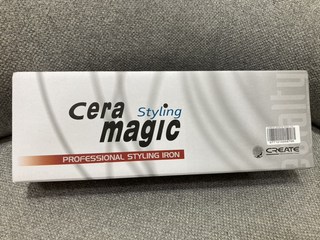 cera Styling
magic
PROFESSIONAL STYLING IRON
CREATE